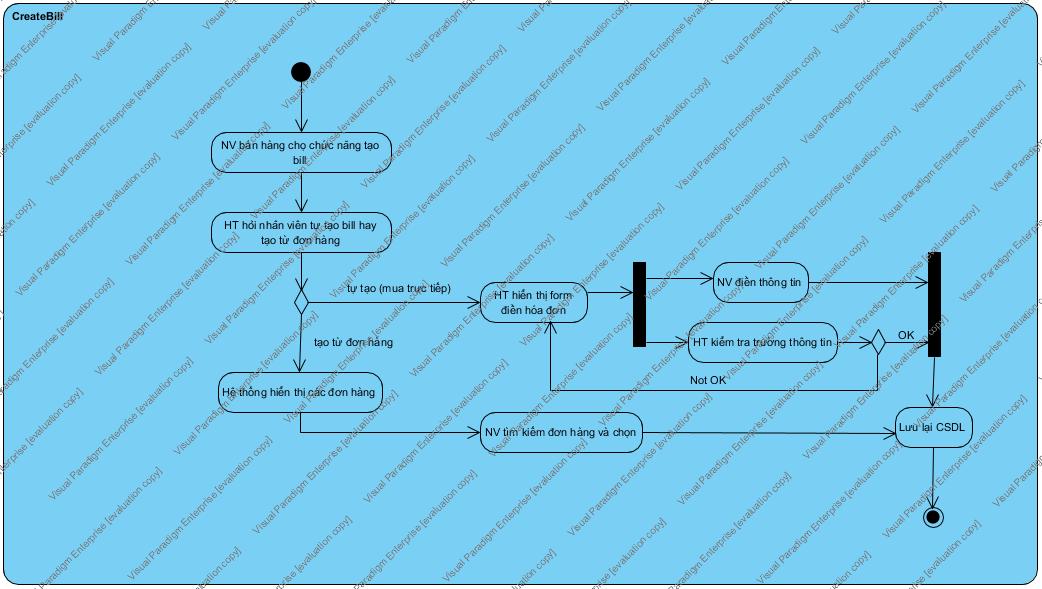 CreateBill
NV bán hàng chọ chức năng tạo
bill
HT hỏi nhân viên tự tạo bill hay
tạo từ đơn hàng
tự tạo (mua trực tiếp)
HT hiển thị form
điền hóa đơn
NV điền thông tin
HT kiểm tra trường thông tin
OK
Not OK
tạo từ đơn hàng
Hệ thống hiển thị các đơn hàng
NV tìm kiếm đơn hàng và chọn
Lưu lại CSDL
Visual Paradigm Enterprise [evaluation copy]